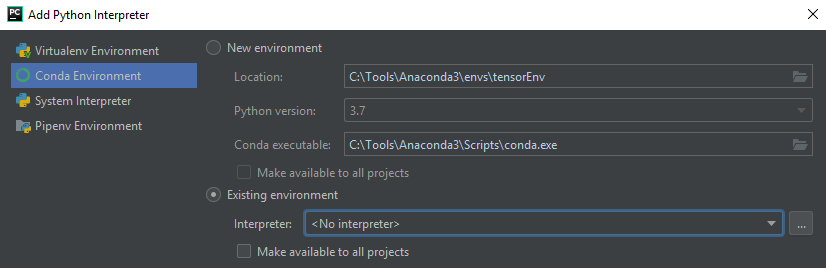 PC Add Python Interpreter
Virtualenv Environment
Conda Environment
System Interpreter
Pipenv Environment
New environment
Location: C:\Tools\Anaconda3\envs\tensorEnv
Python version: 3.7
Conda executable: C:\Tools\Anaconda3\Scripts\conda.exe
Make available to all projects
Existing environment
Interpreter: <No interpreter> ...
Make available to all projects